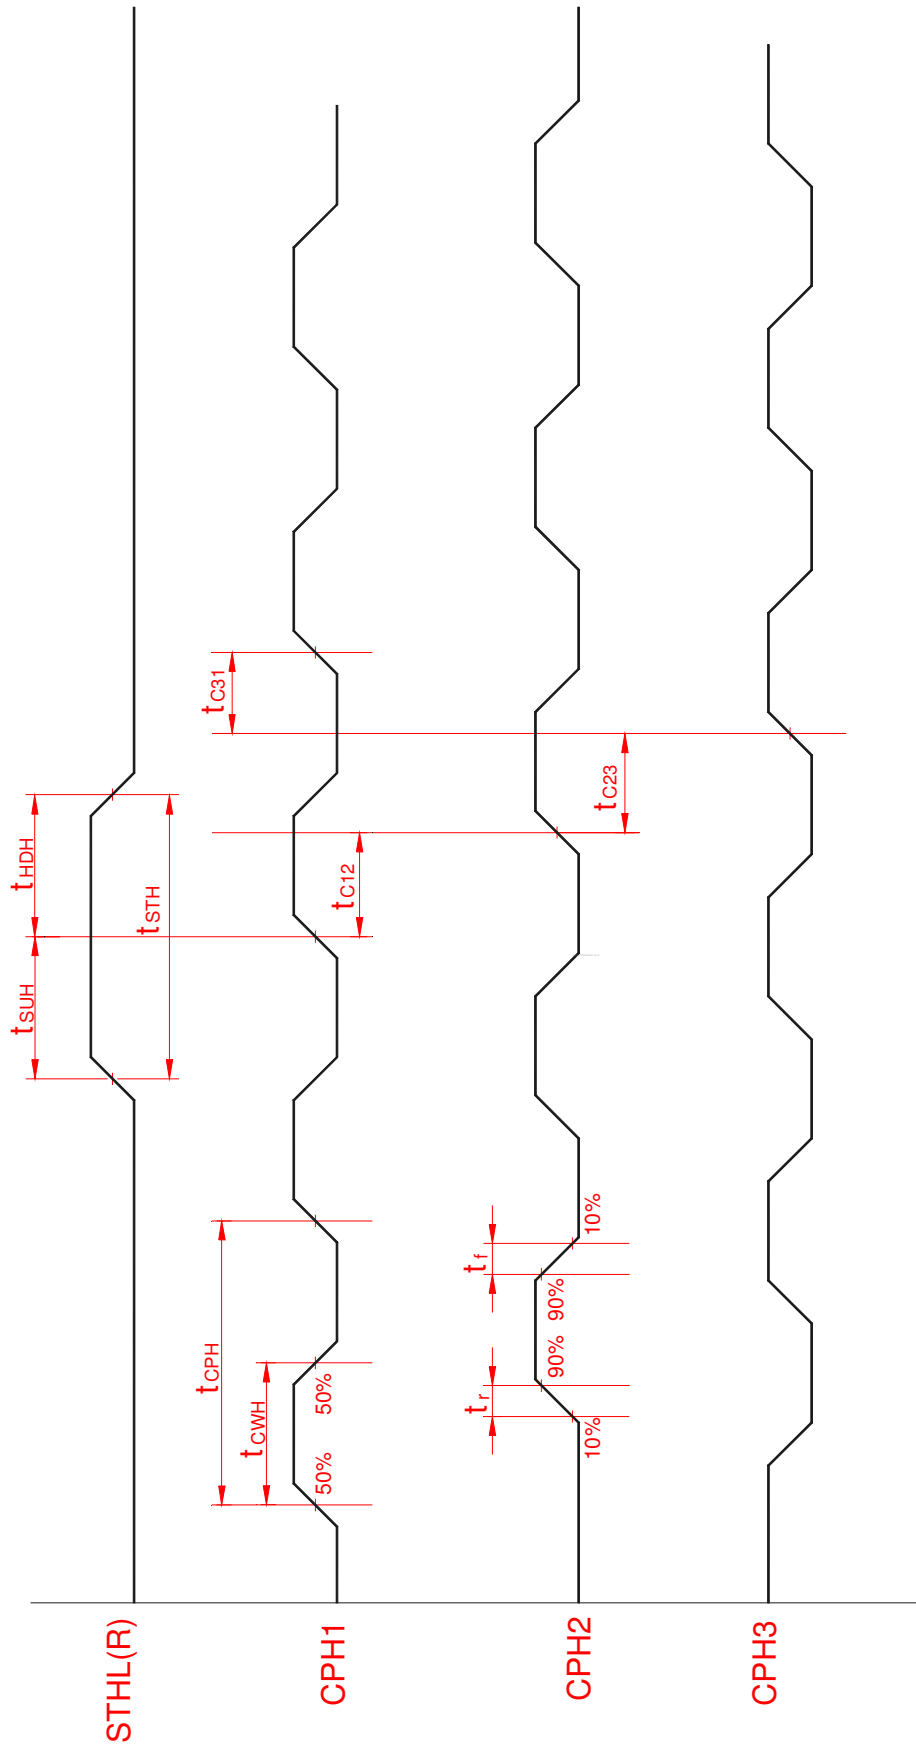 STHL(R)
tSUH
tHDH
tSTH
CPH1
tCPH
tCWH
50%
50%
tC12
tC31
CPH2
tr
tf
10%
90%
90%
10%
tC23
CPH3